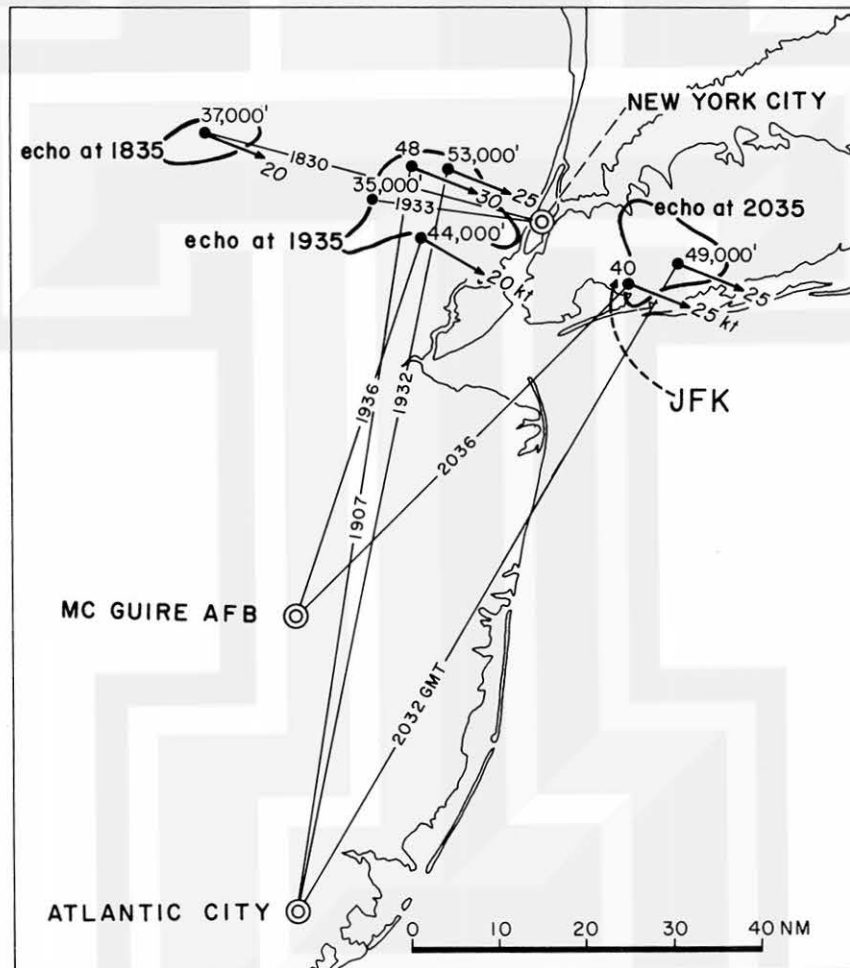 NEW YORK CITY
37,000'
echo at 1835
1830
20
48
53,000'
35,000'
1933
30
25
echo at 2035
echo at 1935
44,000'
20 kt
40
49,000'
25
25 kt
JFK
1936
1932
2036
1907
MC GUIRE AFB
2032 GMT
ATLANTIC CITY
0 10 20 30 40 NM